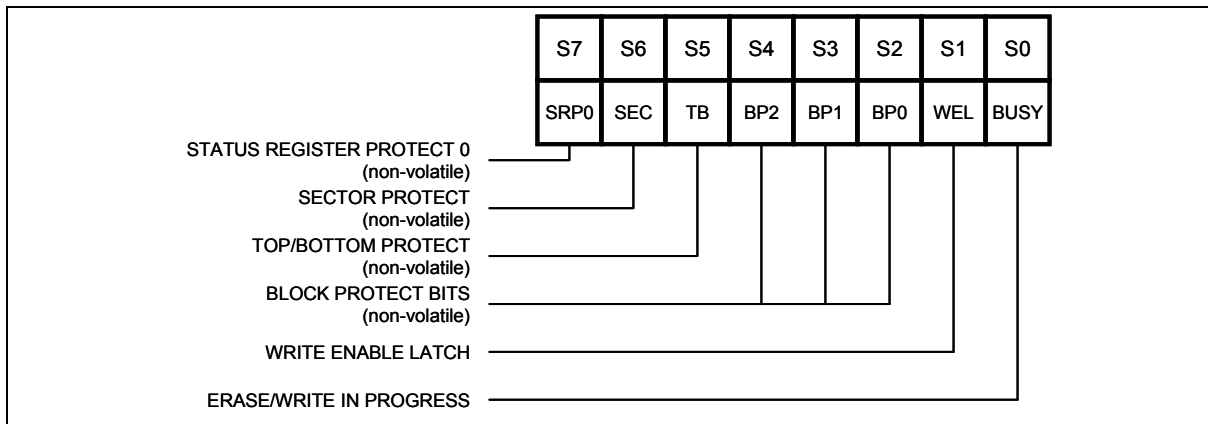 S7 S6 S5 S4 S3 S2 S1 S0
SRP0 SEC TB BP2 BP1 BP0 WEL BUSY
STATUS REGISTER PROTECT 0
(non-volatile)
SECTOR PROTECT
(non-volatile)
TOP/BOTTOM PROTECT
(non-volatile)
BLOCK PROTECT BITS
(non-volatile)
WRITE ENABLE LATCH
ERASE/WRITE IN PROGRESS